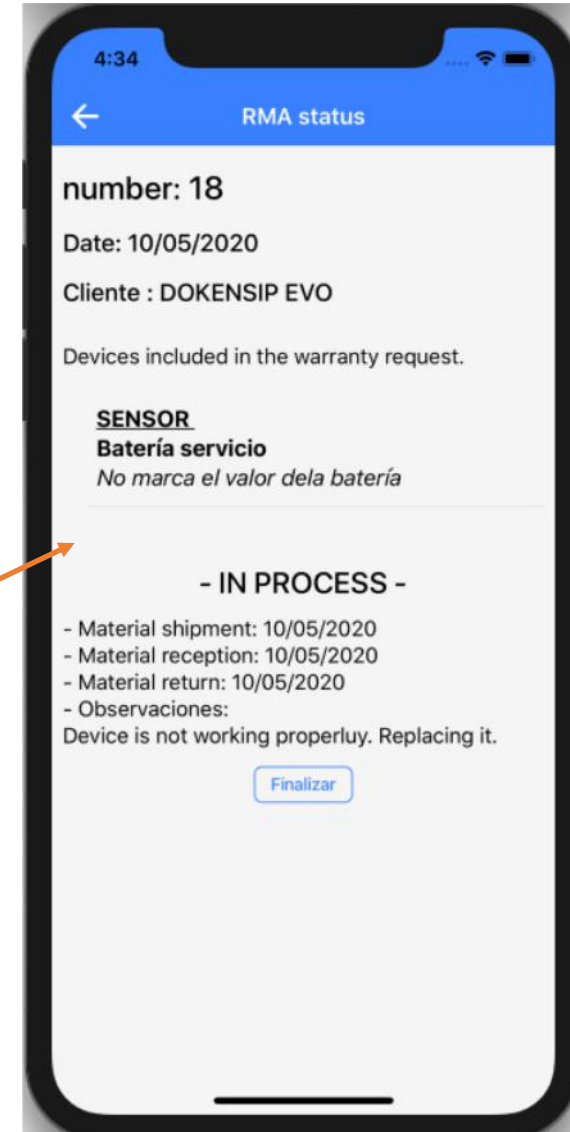 4:34
RMA status
number: 18
Date: 10/05/2020
Cliente : DOKENSIP EVO
Devices included in the warranty request.
SENSOR
Batería servicio
No marca el valor dela batería
- IN PROCESS -
- Material shipment: 10/05/2020
- Material reception: 10/05/2020
- Material return: 10/05/2020
- Observaciones:
Device is not working properluy. Replacing it.
Finalizar